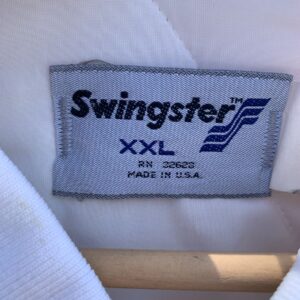 Swingster™
XXL
RN 32623
MADE IN U.S.A.